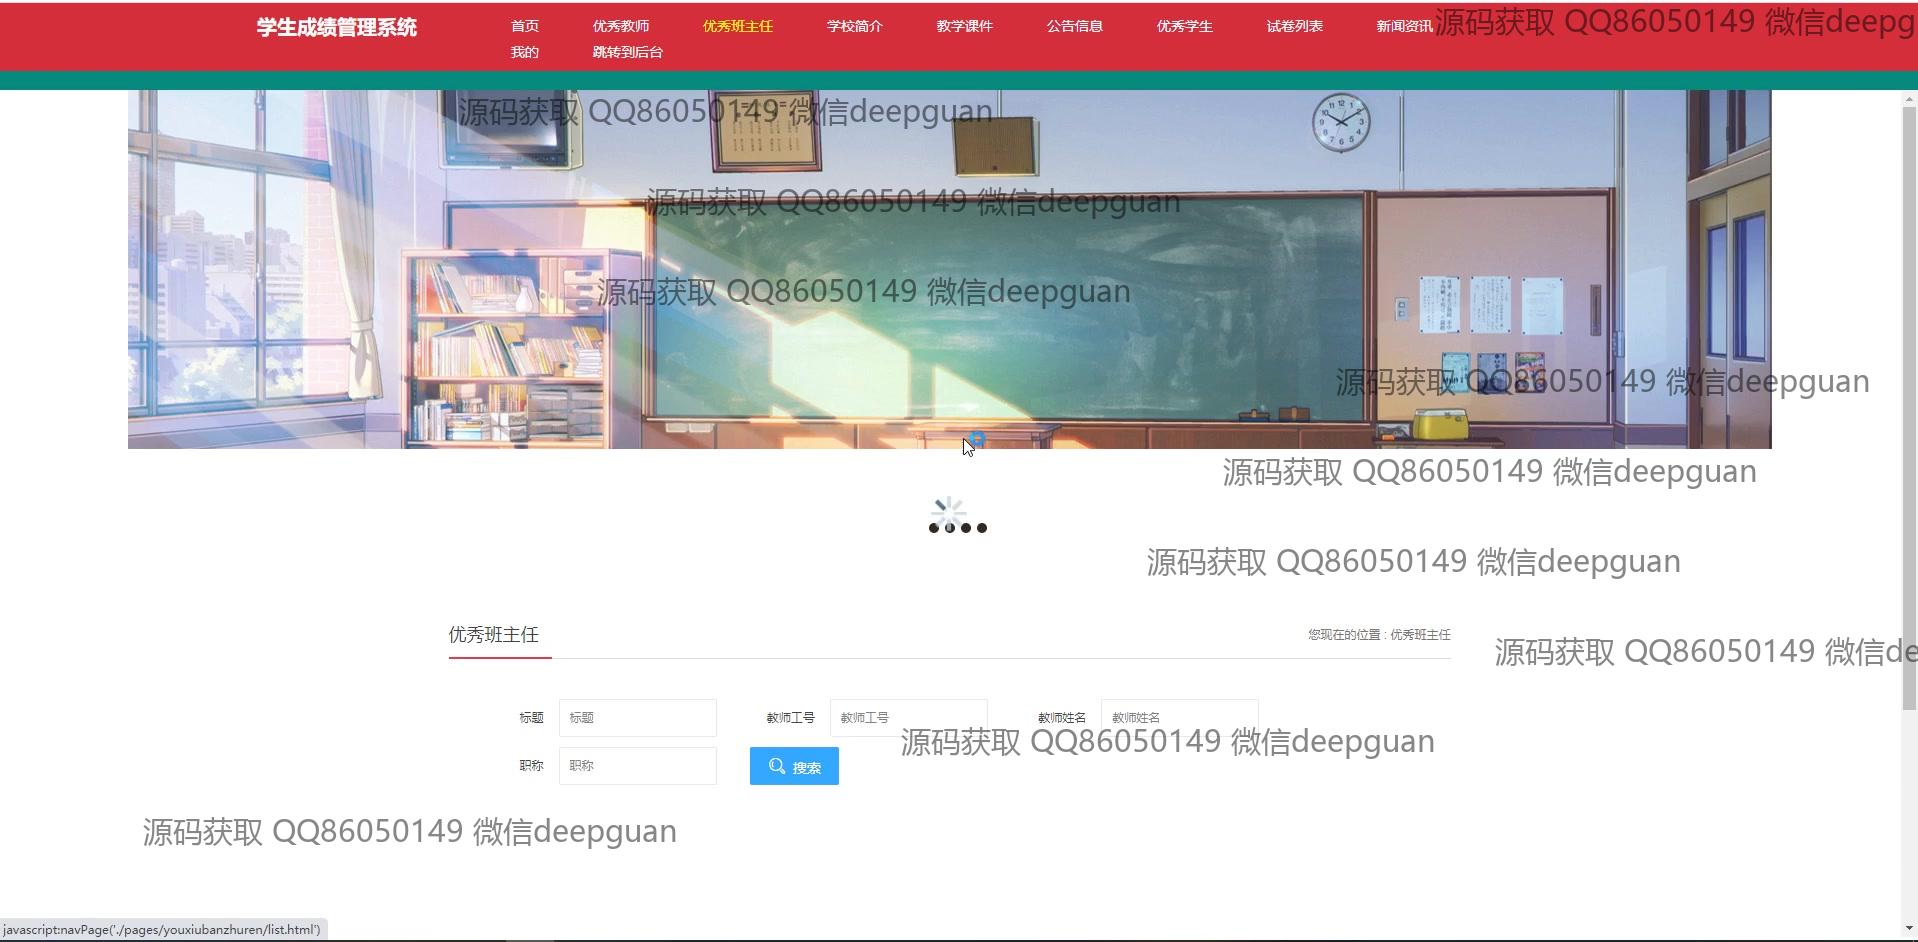 学生成绩管理系统
首页 优秀教师 优秀班主任 学校简介 教学课件 公告信息 优秀学生 试卷列表 新闻资讯
源码获取 QQ86050149 微信deepg
我的 跳转到后台
源码获取 QQ86050149 微信deepguan
源码获取 QQ86050149 微信deepguan
源码获取 QQ86050149 微信deepguan
源码获取 QQ86050149 微信deepguan
源码获取 QQ86050149 微信deepguan
源码获取 QQ86050149 微信deepguan
优秀班主任
您现在的位置 : 优秀班主任
源码获取 QQ86050149 微信de
标题 标题 教师工号 教师工号 教师姓名 教师姓名
源码获取 QQ86050149 微信deepguan
职称 职称 搜索
源码获取 QQ86050149 微信deepguan
javascript:navPage('./pages/youxiubanzhuren/list.html')